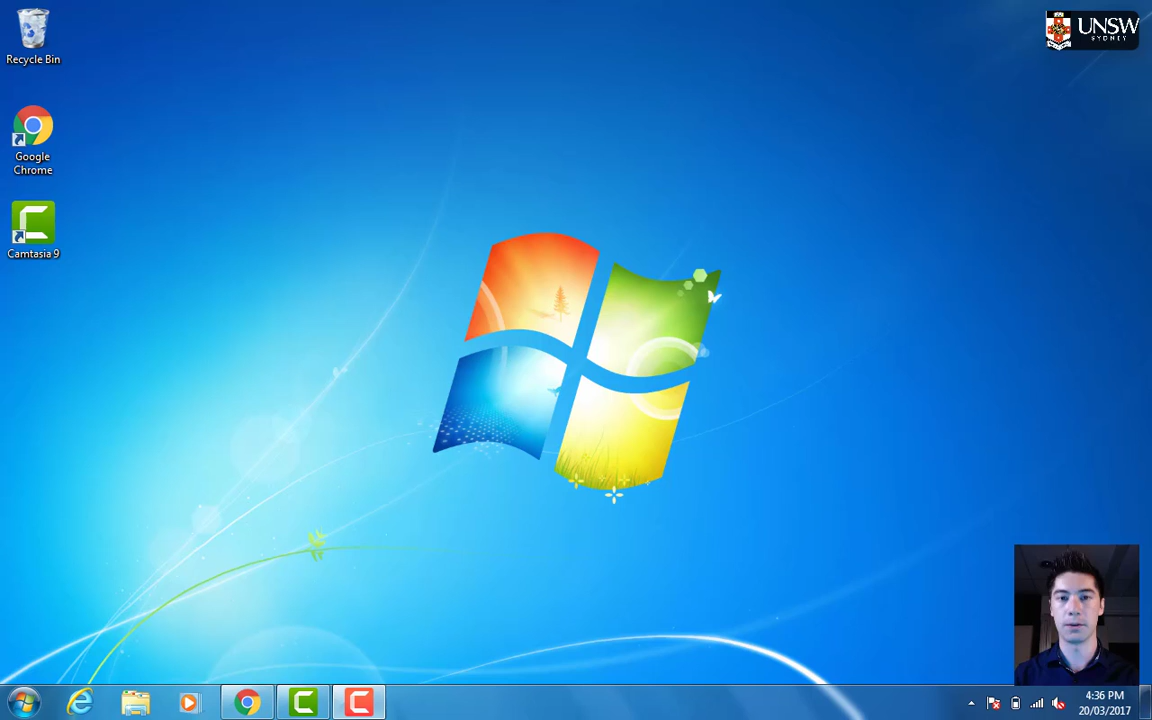 Recycle Bin
UNSW
SYDNEY
Google
Chrome
Camtasia 9
4:36 PM
20/03/2017